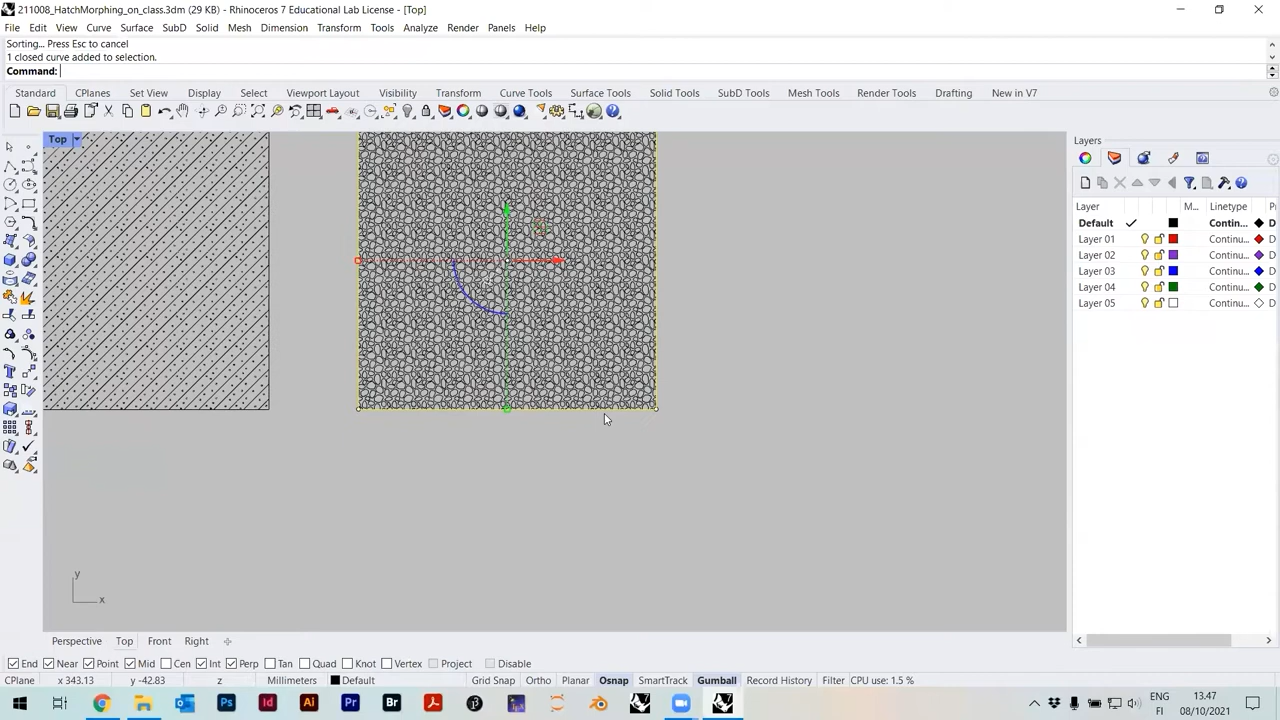 211008_HatchMorphing_on_class.3dm (29 KB) - Rhinoceros 7 Educational Lab License - [Top]
File Edit View Curve Surface SubD Solid Mesh Dimension Transform Tools Analyze Render Panels Help
Sorting... Press Esc to cancel
1 closed curve added to selection.
Command:
Standard CPlanes Set View Display Select Viewport Layout Visibility Transform Curve Tools Surface Tools Solid Tools SubD Tools Mesh Tools Render Tools Drafting New in V7
Top
Layers
Layer M... Linetype P
Default Contin... D
Layer 01 Continu... D
Layer 02 Continu... D
Layer 03 Continu... D
Layer 04 Continu... D
Layer 05 Continu... D
y
x
Perspective Top Front Right
End Near Point Mid Cen Int Perp Tan Quad Knot Vertex Project Disable
CPlane x 343.13 y -42.83 z Millimeters Default Grid Snap Ortho Planar Osnap SmartTrack Gumball Record History Filter CPU use: 1.5 %
Ps Id Ai Pr Br
ENG
FI
13.47
08/10/2021